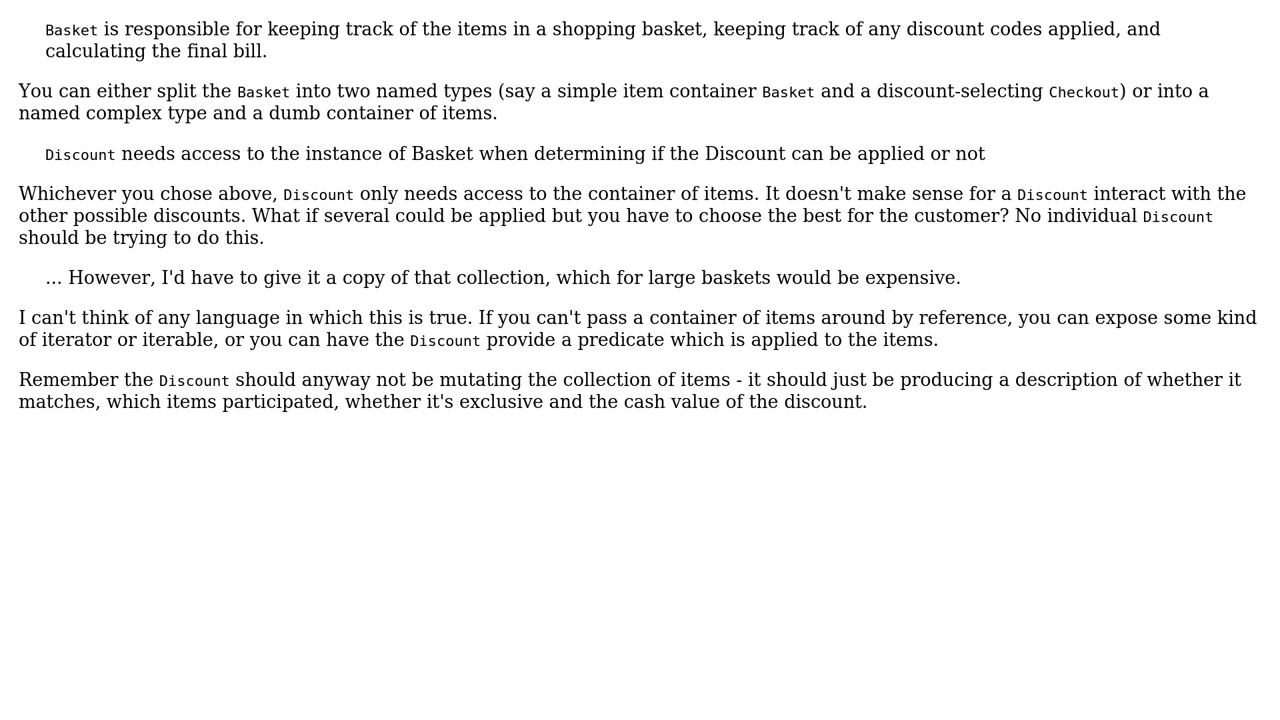 Basket is responsible for keeping track of the items in a shopping basket, keeping track of any discount codes applied, and
calculating the final bill.
You can either split the Basket into two named types (say a simple item container Basket and a discount-selecting Checkout) or into a
named complex type and a dumb container of items.
Discount needs access to the instance of Basket when determining if the Discount can be applied or not
Whichever you chose above, Discount only needs access to the container of items. It doesn't make sense for a Discount interact with the
other possible discounts. What if several could be applied but you have to choose the best for the customer? No individual Discount
should be trying to do this.
... However, I'd have to give it a copy of that collection, which for large baskets would be expensive.
I can't think of any language in which this is true. If you can't pass a container of items around by reference, you can expose some kind
of iterator or iterable, or you can have the Discount provide a predicate which is applied to the items.
Remember the Discount should anyway not be mutating the collection of items - it should just be producing a description of whether it
matches, which items participated, whether it's exclusive and the cash value of the discount.